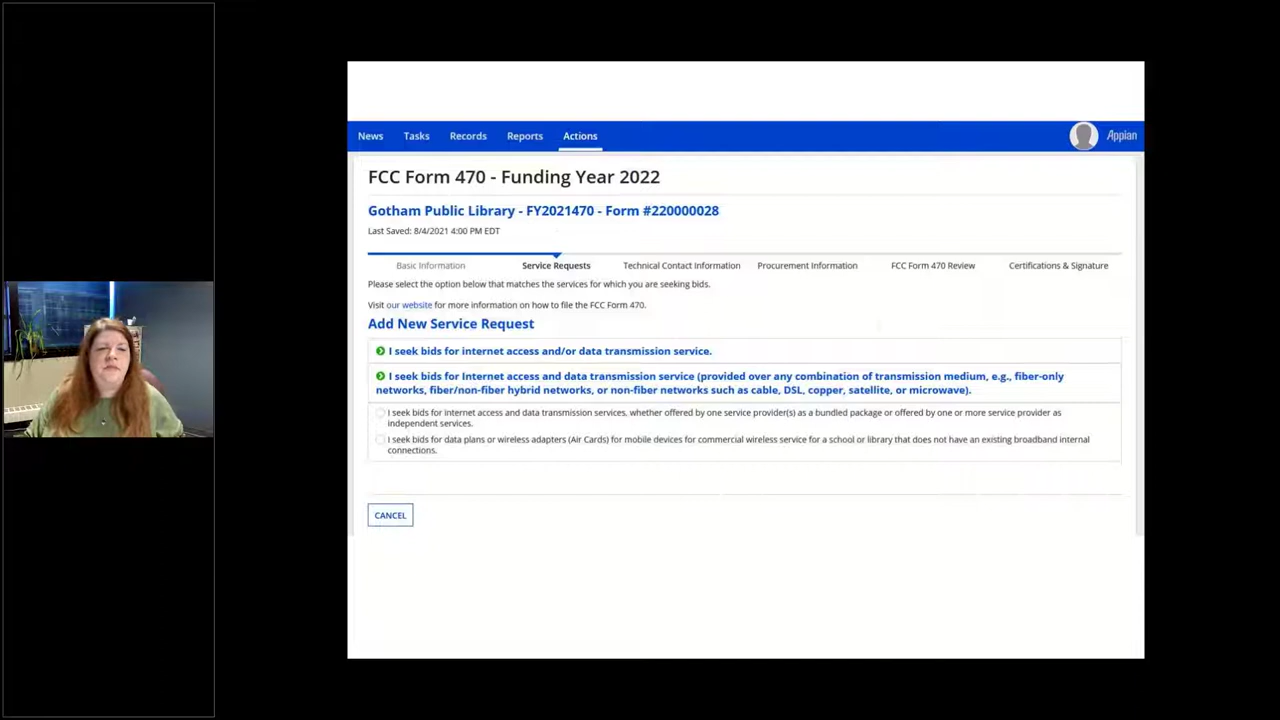 News Tasks Records Reports Actions Appian
FCC Form 470 - Funding Year 2022
Gotham Public Library - FY2021470 - Form #220000028
Last Saved: 8/4/2021 4:00 PM EDT
Basic Information Service Requests Technical Contact Information Procurement Information FCC Form 470 Review Certifications & Signature
Please select the option below that matches the services for which you are seeking bids.
Visit our website for more information on how to file the FCC Form 470.
Add New Service Request
I seek bids for internet access and/or data transmission service.
I seek bids for Internet access and data transmission service (provided over any combination of transmission medium, e.g., fiber-only
networks, fiber/non-fiber hybrid networks, or non-fiber networks such as cable, DSL, copper, satellite, or microwave).
I seek bids for internet access and data transmission services, whether offered by one service provider(s) as a bundled package or offered by one or more service provider as
independent services.
I seek bids for data plans or wireless adapters (Air Cards) for mobile devices for commercial wireless service for a school or library that does not have an existing broadband internal
connections.
CANCEL